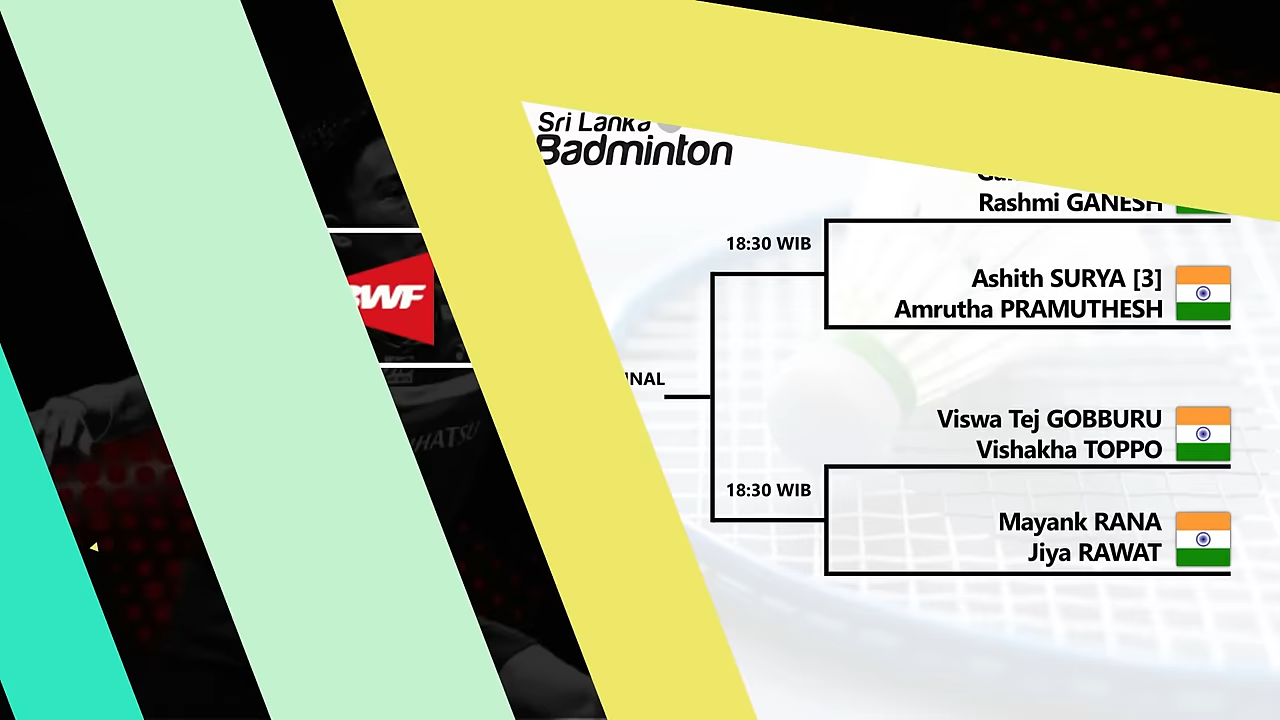 Sri Lanka
Badminton
Rashmi GANESH
18:30 WIB
Ashith SURYA [3]
Amrutha PRAMUTHESH
BWF
Viswa Tej GOBBURU
Vishakha TOPPO
18:30 WIB
Mayank RANA
Jiya RAWAT